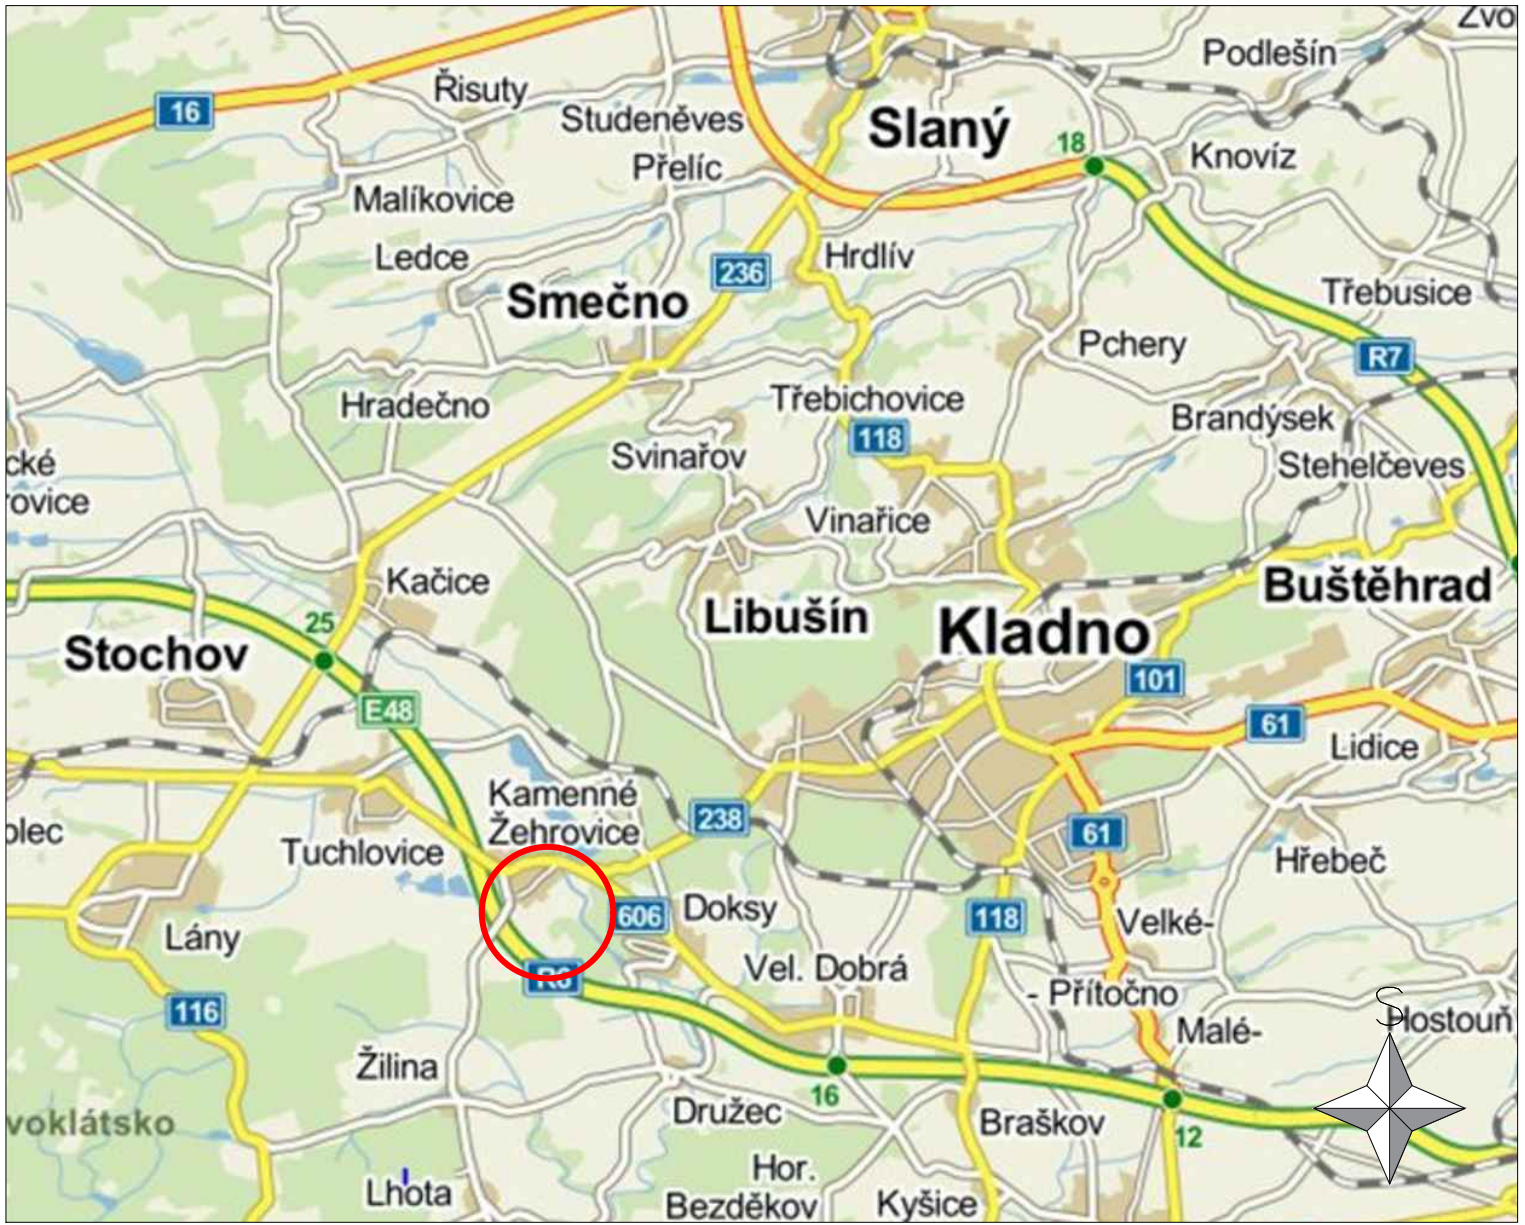 Zvo
Podlešín
Řisuty
16
Studeněves
Slaný
18
Knovíz
Přelíc
Malíkovice
Ledce
236
Hrdlív
Smečno
Třebusice
Pchery
R7
Hradečno
Třebichovice
118
Brandýsek
Svinařov
cké
rovice
Stehelčeves
Vinařice
Kačice
Buštěhrad
Libušín
Kladno
25
Stochov
101
E48
61
Lidice
Kamenné
Žehrovice
238
61
olec
Tuchlovice
Hřebeč
606
Doksy
118
Velké-
Lány
Vel. Dobrá
R6
- Přítočno
S
116
Malé-
Hostouň
Žilina
16
Družec
Braškov
12
voklátsko
Hor.
Bezděkov
Lhota
Kyšice